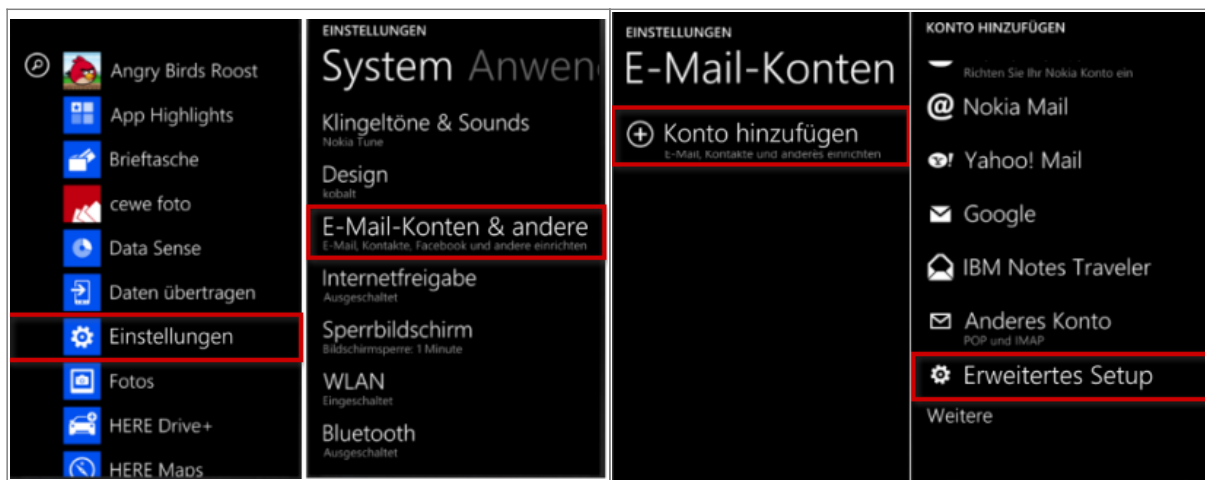 Angry Birds Roost
App Highlights
Brieftasche
cewe foto
Data Sense
Daten übertragen
Einstellungen
Fotos
HERE Drive+
HERE Maps
EINSTELLUNGEN
System Anwen
Klingeltöne & Sounds
Nokia Tune
Design
kobalt
E-Mail-Konten & andere
E-Mail, Kontakte, Facebook und andere einrichten
Internetfreigabe
Ausgeschaltet
Sperrbildschirm
Bildschirmsperre: 1 Minute
WLAN
Eingeschaltet
Bluetooth
Ausgeschaltet
EINSTELLUNGEN
E-Mail-Konten
Konto hinzufügen
E-Mail, Kontakte und anderes einrichten
KONTO HINZUFÜGEN
Richten Sie Ihr Nokia Konto ein
@ Nokia Mail
Yahoo! Mail
Google
IBM Notes Traveler
Anderes Konto
POP und IMAP
Erweitertes Setup
Weitere